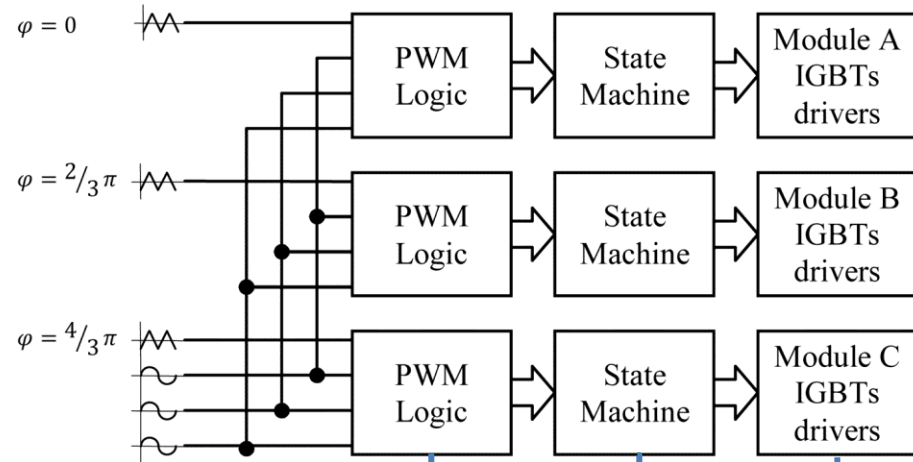 φ = 0
PWM
Logic
State
Machine
Module A
IGBTs
drivers
φ = 2/3 π
PWM
Logic
State
Machine
Module B
IGBTs
drivers
φ = 4/3 π
PWM
Logic
State
Machine
Module C
IGBTs
drivers